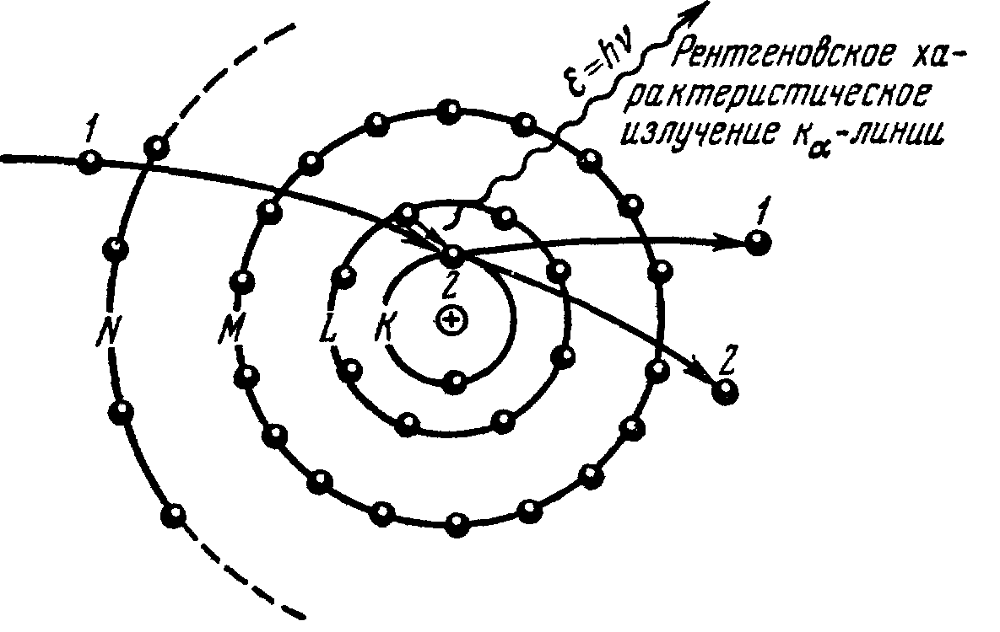 ε=hν
Рентгеновское ха-
рактеристическое
излучение Kα-линии
1
1
2
+
N M L K
2